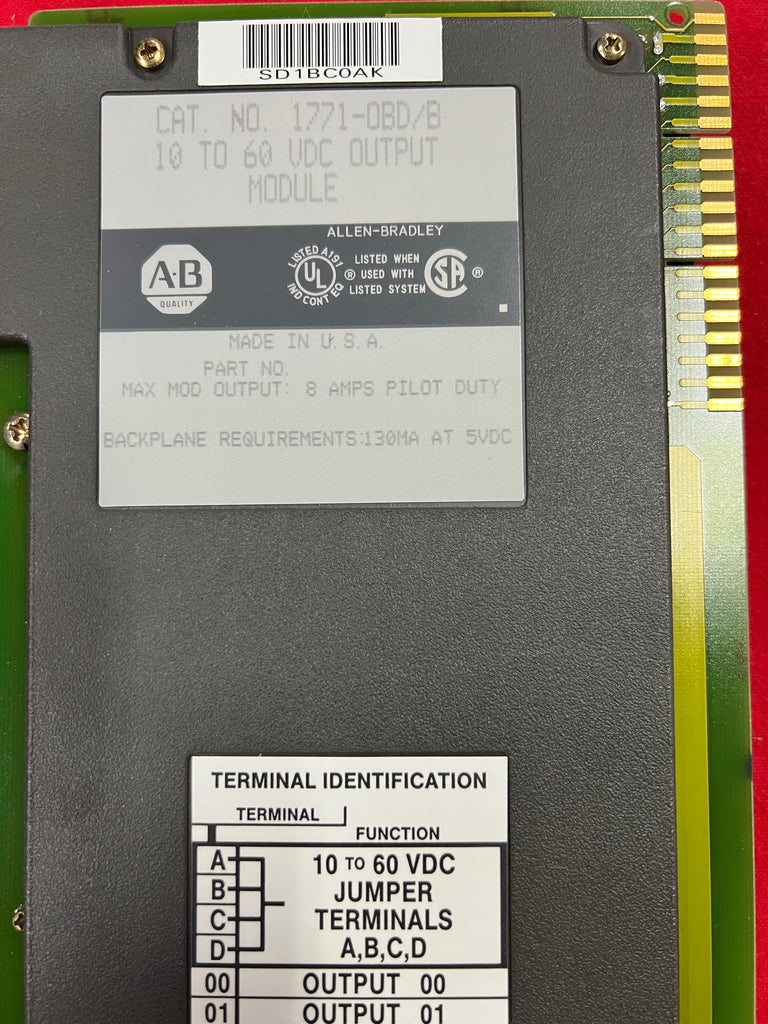 SD1BC0AK
CAT. NO. 1771-OBD/B
10 TO 60 VDC OUTPUT
MODULE
ALLEN-BRADLEY
A-B
QUALITY
LISTED A197
UL
IND CONT EQ
®
LISTED WHEN
USED WITH
LISTED SYSTEM
SA ®
MADE IN U.S.A.
PART NO.
MAX MOD OUTPUT: 8 AMPS PILOT DUTY
BACKPLANE REQUIREMENTS:130MA AT 5VDC
TERMINAL IDENTIFICATION
TERMINAL
FUNCTION
A
B
C
D
10 TO 60 VDC
JUMPER
TERMINALS
A,B,C,D
00 OUTPUT 00
01 OUTPUT 01